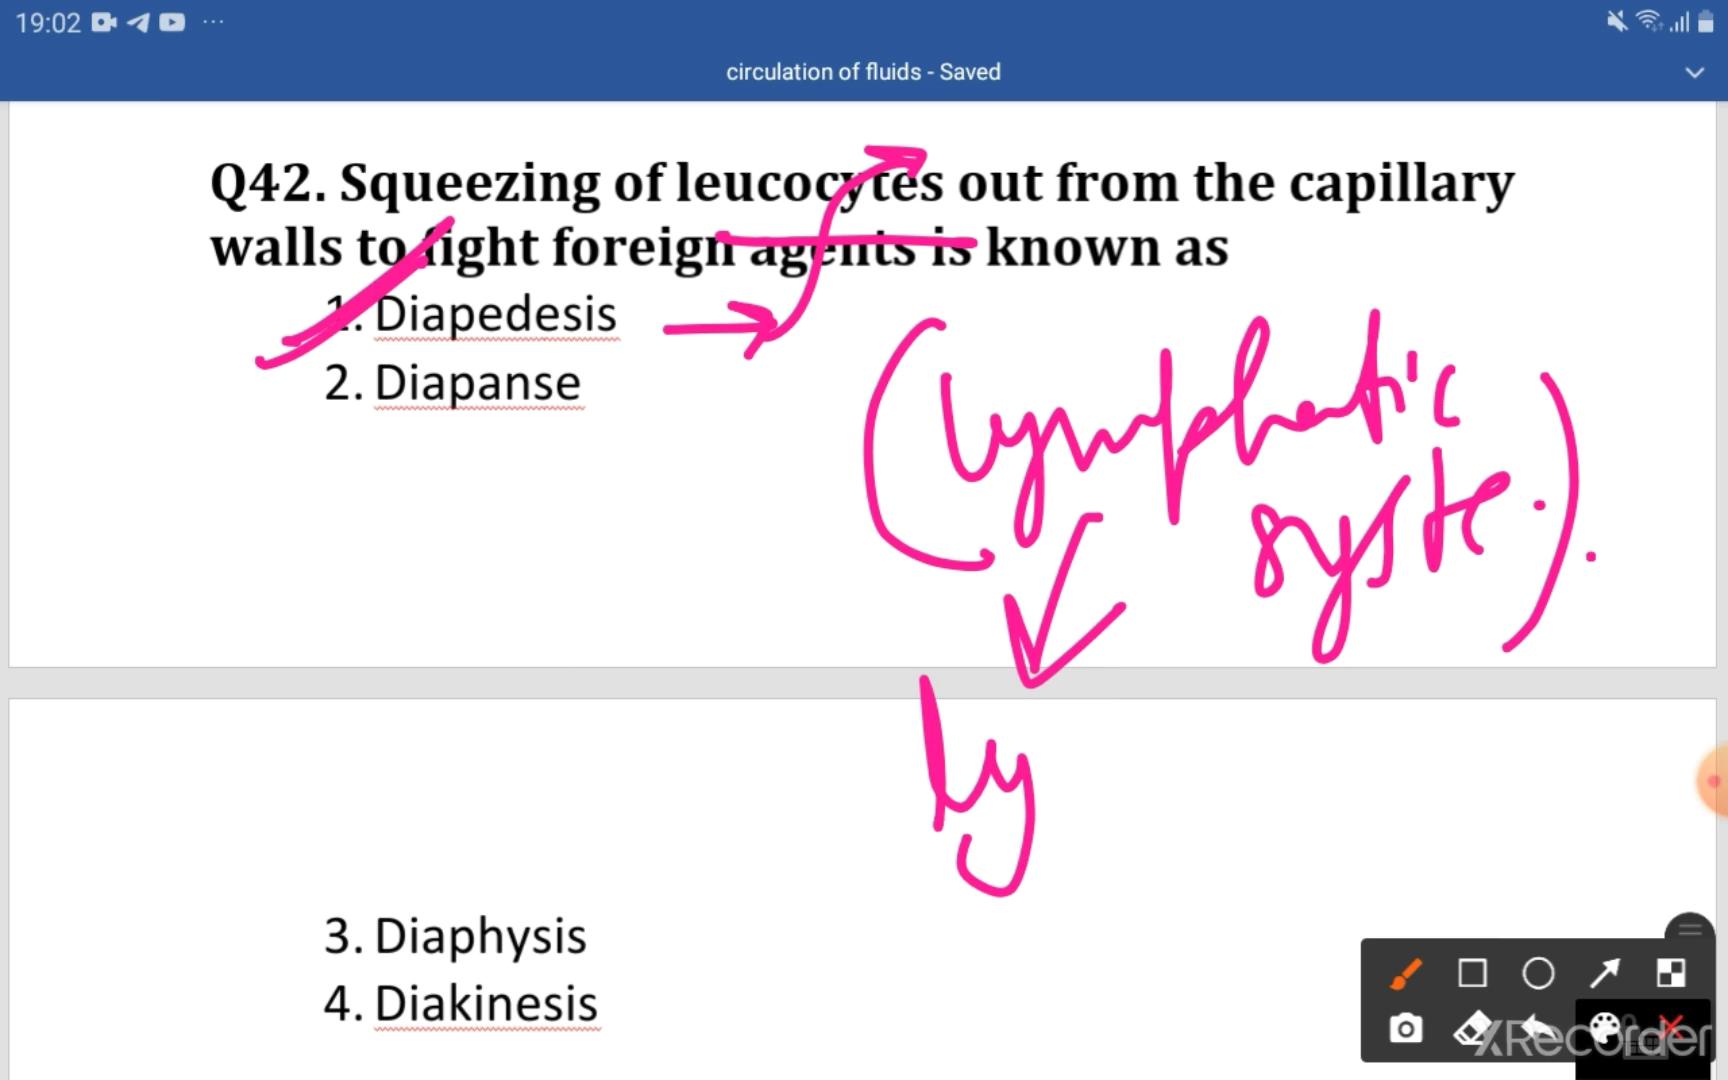 19:02
circulation of fluids - Saved
Q42. Squeezing of leucocytes out from the capillary
walls to fight foreign agents is known as
1. Diapedesis
2. Diapanse
(lymphatic
syste.)
ly
3. Diaphysis
4. Diakinesis
XRecorder